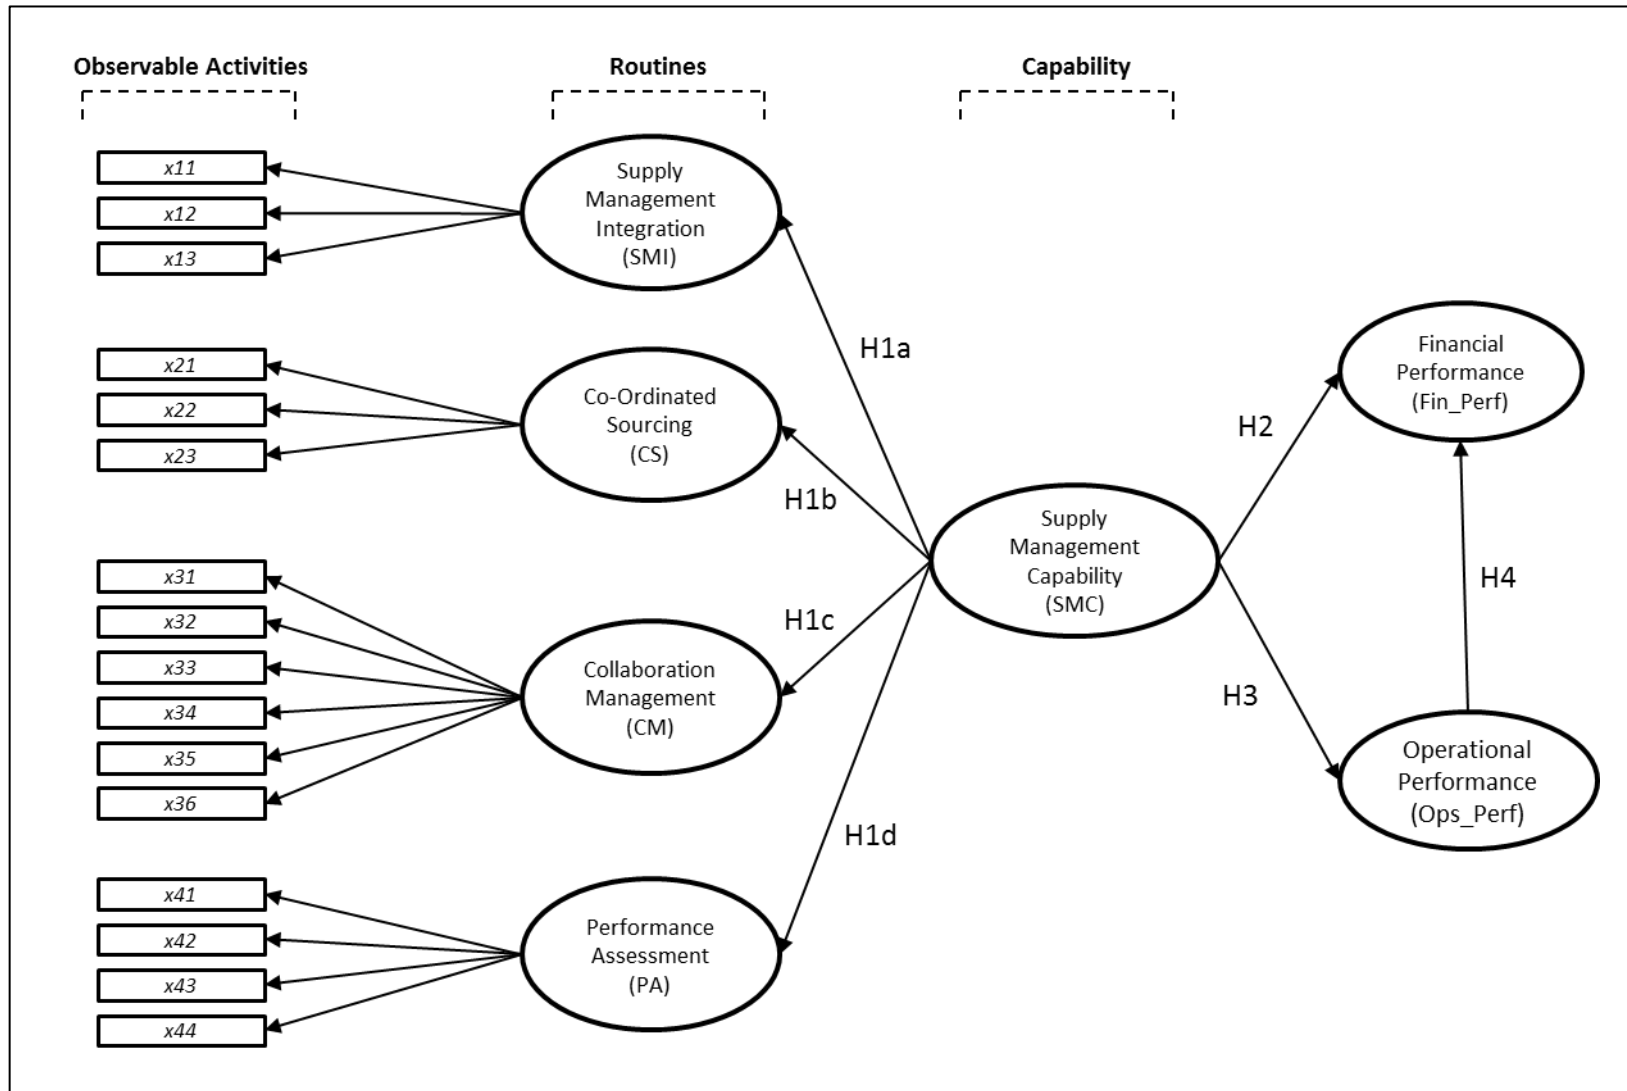 Observable Activities
Routines
Capability
x11
x12
x13
x21
x22
x23
x31
x32
x33
x34
x35
x36
x41
x42
x43
x44
Supply
Management
Integration
(SMI)
Co-Ordinated
Sourcing
(CS)
Collaboration
Management
(CM)
Performance
Assessment
(PA)
H1a
H1b
H1c
H1d
Supply
Management
Capability
(SMC)
H2
H3
H4
Financial
Performance
(Fin_Perf)
Operational
Performance
(Ops_Perf)